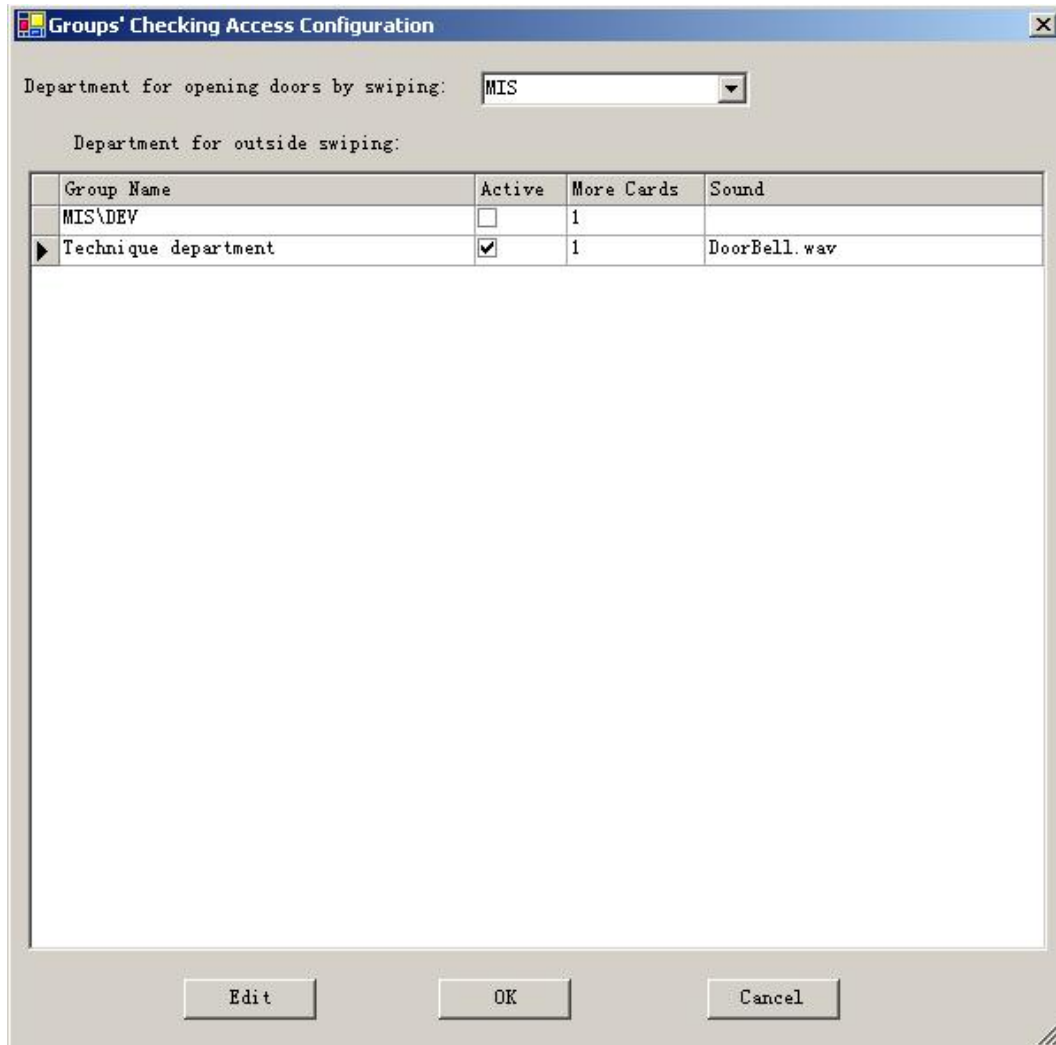 Groups' Checking Access Configuration
Department for opening doors by swiping: MIS
Department for outside swiping:
Group Name Active More Cards Sound
MIS\DEV 1
Technique department 1 DoorBell.wav
Edit OK Cancel